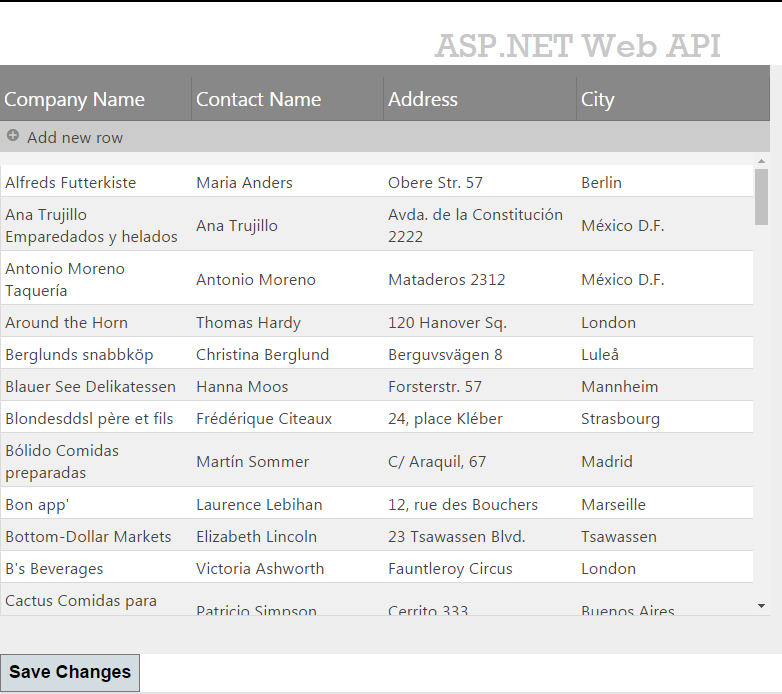 ASP.NET Web API
Company Name Contact Name Address City
Add new row
Alfreds Futterkiste Maria Anders Obere Str. 57 Berlin
Ana Trujillo
Emparedados y helados Ana Trujillo Avda. de la Constitución
2222 México D.F.
Antonio Moreno
Taquería Antonio Moreno Mataderos 2312 México D.F.
Around the Horn Thomas Hardy 120 Hanover Sq. London
Berglunds snabbköp Christina Berglund Berguvsvägen 8 Luleå
Blauer See Delikatessen Hanna Moos Forsterstr. 57 Mannheim
Blondesddsl père et fils Frédérique Citeaux 24, place Kléber Strasbourg
Bólido Comidas
preparadas Martín Sommer C/ Araquil, 67 Madrid
Bon app' Laurence Lebihan 12, rue des Bouchers Marseille
Bottom-Dollar Markets Elizabeth Lincoln 23 Tsawassen Blvd. Tsawassen
B's Beverages Victoria Ashworth Fauntleroy Circus London
Cactus Comidas para
Patricio Simpson Cerrito 333 Buenos Aires
Save Changes